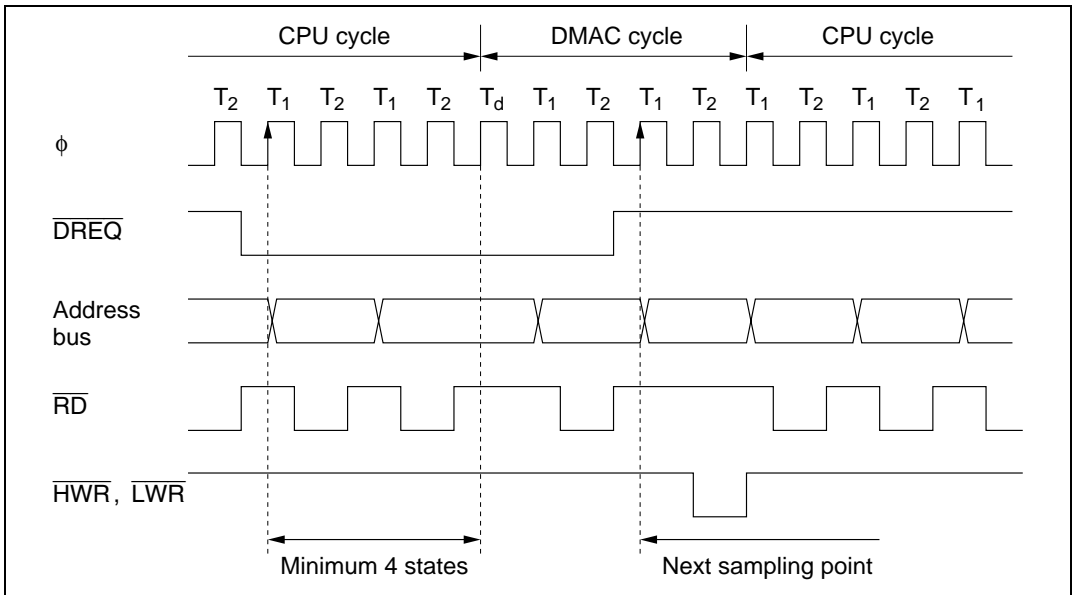 CPU cycle DMAC cycle CPU cycle
T2 T1 T2 T1 T2 Td T1 T2 T1 T2 T1 T2 T1 T2 T1
φ
DREQ
Address
bus
RD
HWR, LWR
Minimum 4 states Next sampling point